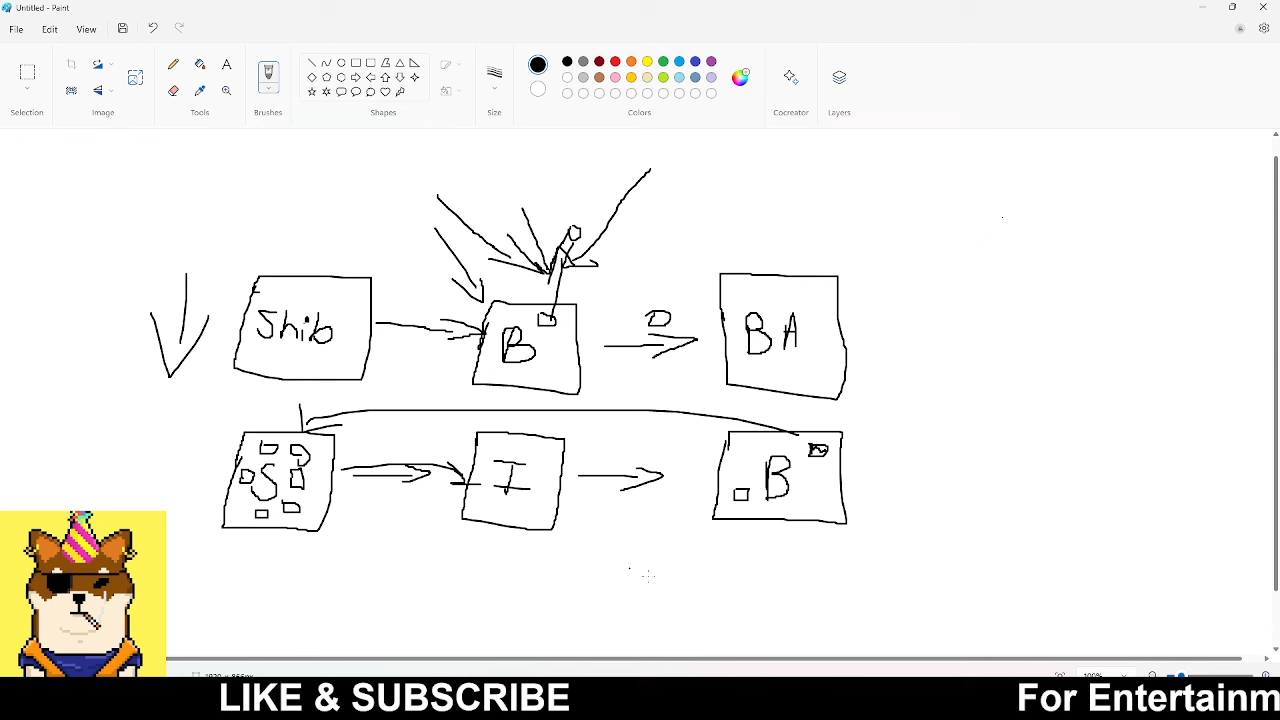 Untitled - Paint
File Edit View
Selection Image Tools Brushes Shapes Size Colors Cocreator Layers
Shib B BA
S I B
100%
LIKE & SUBSCRIBE For Entertainm